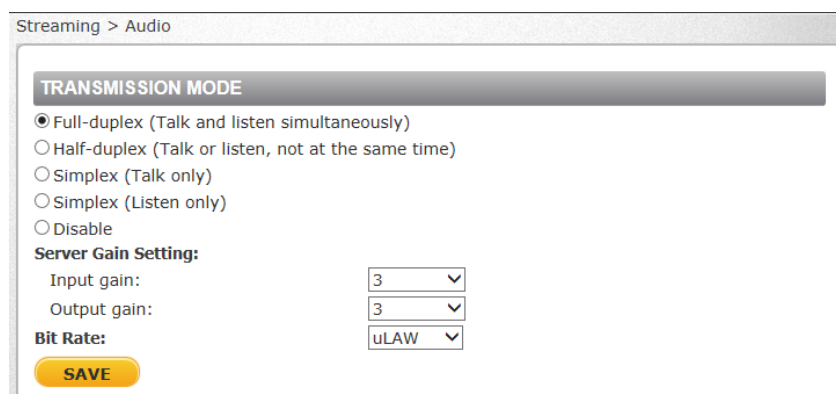 Streaming > Audio
TRANSMISSION MODE
Full-duplex (Talk and listen simultaneously)
Half-duplex (Talk or listen, not at the same time)
Simplex (Talk only)
Simplex (Listen only)
Disable
Server Gain Setting:
Input gain: 3
Output gain: 3
Bit Rate: uLAW
SAVE